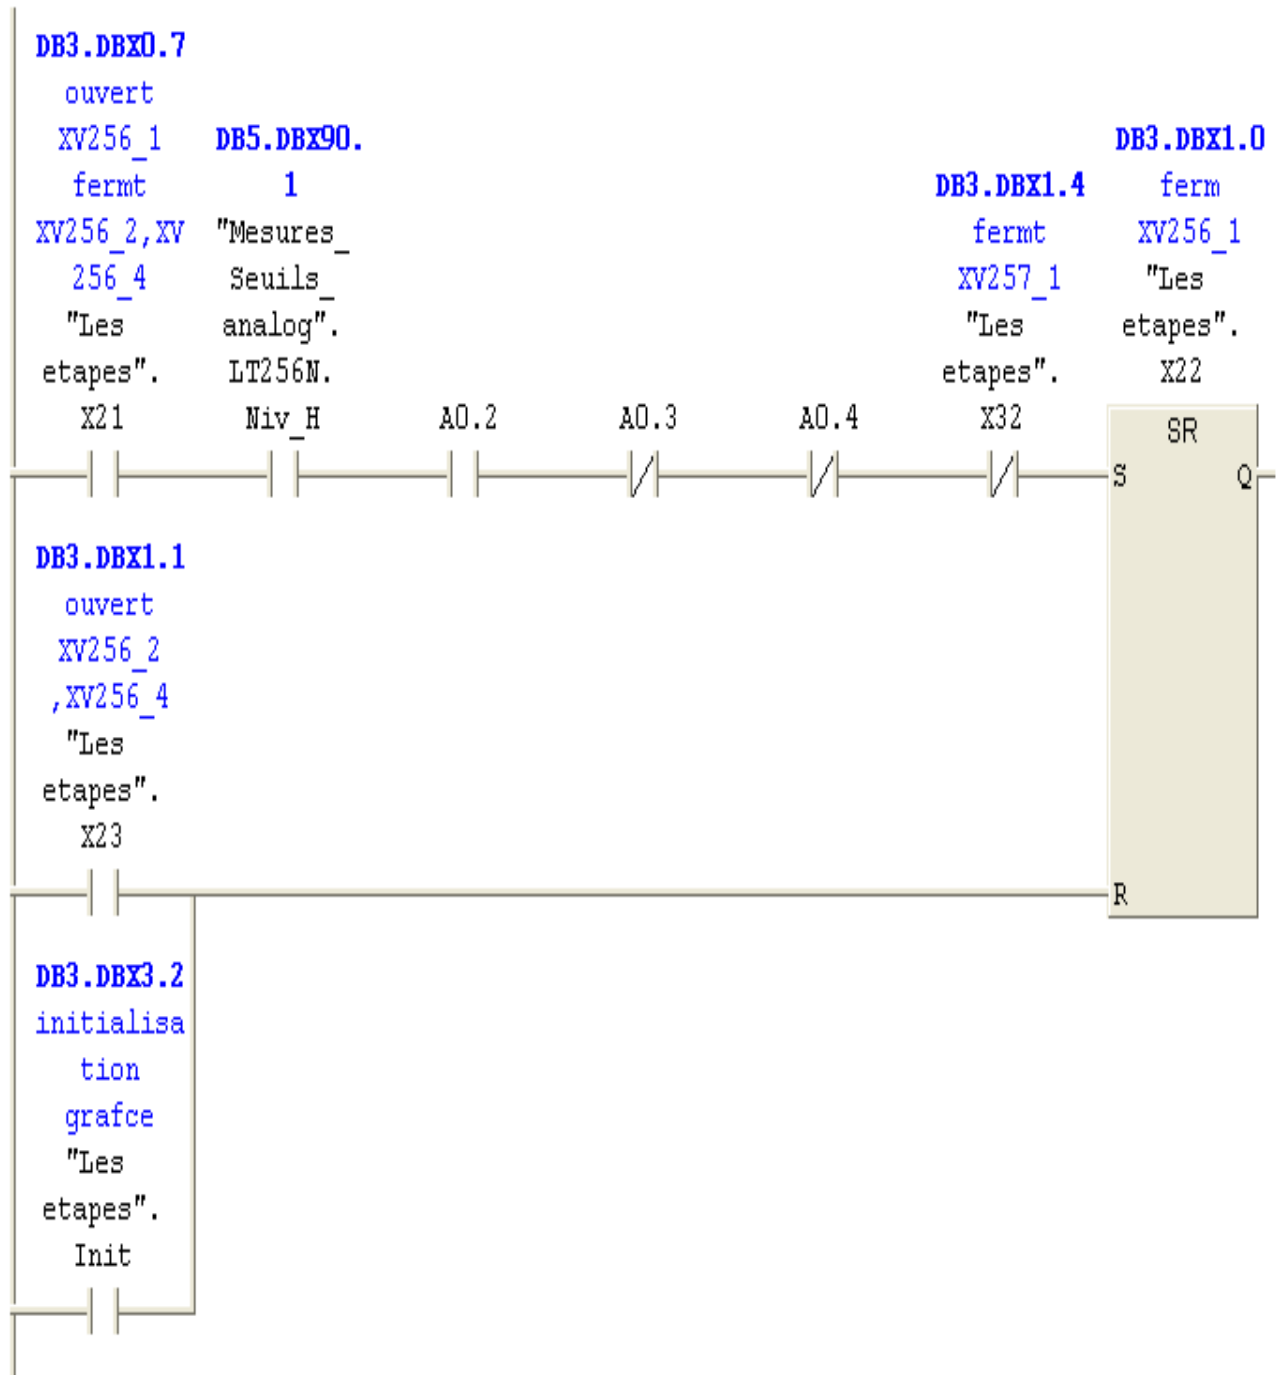 DB3.DBX0.7
ouvert
XV256_1
fermt
XV256_2,XV
256_4
"Les
etapes".
X21
DB5.DBX90.
1
"Mesures_
Seuils_
analog".
LT256N.
Niv_H
A0.2
A0.3
A0.4
DB3.DBX1.4
fermt
XV257_1
"Les
etapes".
X32
DB3.DBX1.0
ferm
XV256_1
"Les
etapes".
X22
SR
S
Q
DB3.DBX1.1
ouvert
XV256_2
,XV256_4
"Les
etapes".
X23
R
DB3.DBX3.2
initialisa
tion
grafce
"Les
etapes".
Init